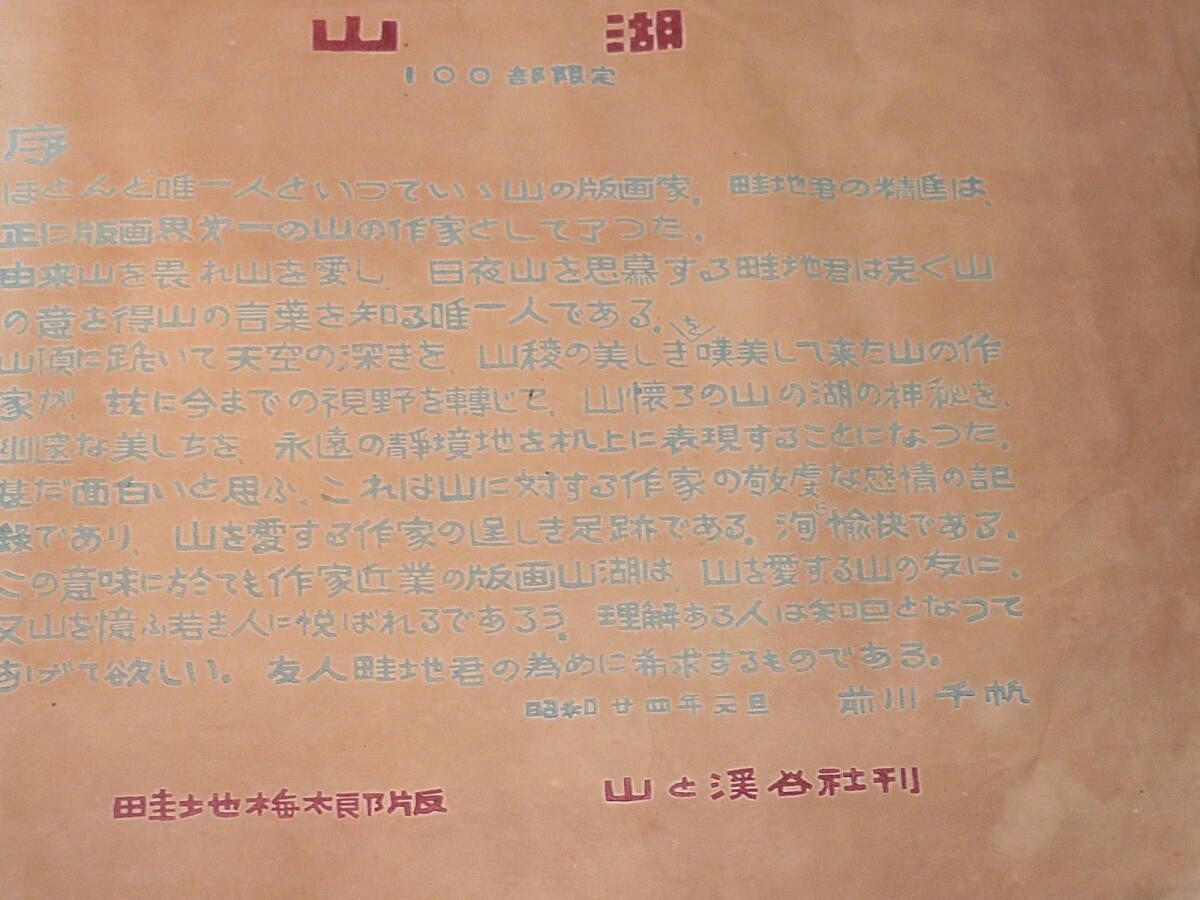 山 湖
100部限定
序
ほとんど唯一人といつていゝ山の版画家。畦地君の精進は、
正に版画界第一の山の作家として了つた。
由来山を畏れ山を愛し、日夜山を思慕する畦地君は克く山
の意を得山の言葉を知る唯一人である。
山頂に跪いて天空の深さを、山稜の美しさを嘆美して来た山の作
家が、玆に今までの視野を轉じて、山懐ろの山の湖の神秘を、
幽邃な美しさを、永遠の靜境地を机上に表現することになつた。
甚だ面白いと思ふ。これは山に対する作家の敬虔な感情の記
録であり、山を愛する作家の逞しき足跡である。洵に愉快である。
この意味に於ても作家近業の版画山湖は、山を愛する山の友に、
又山を憶ふ若き人に悦ばれるであろう。理解ある人は知己となつて
あげて欲しい。友人畦地君の為めに希求するものである。
昭和廿四年元旦 前川千帆
畦地梅太郎版 山と渓谷社刊